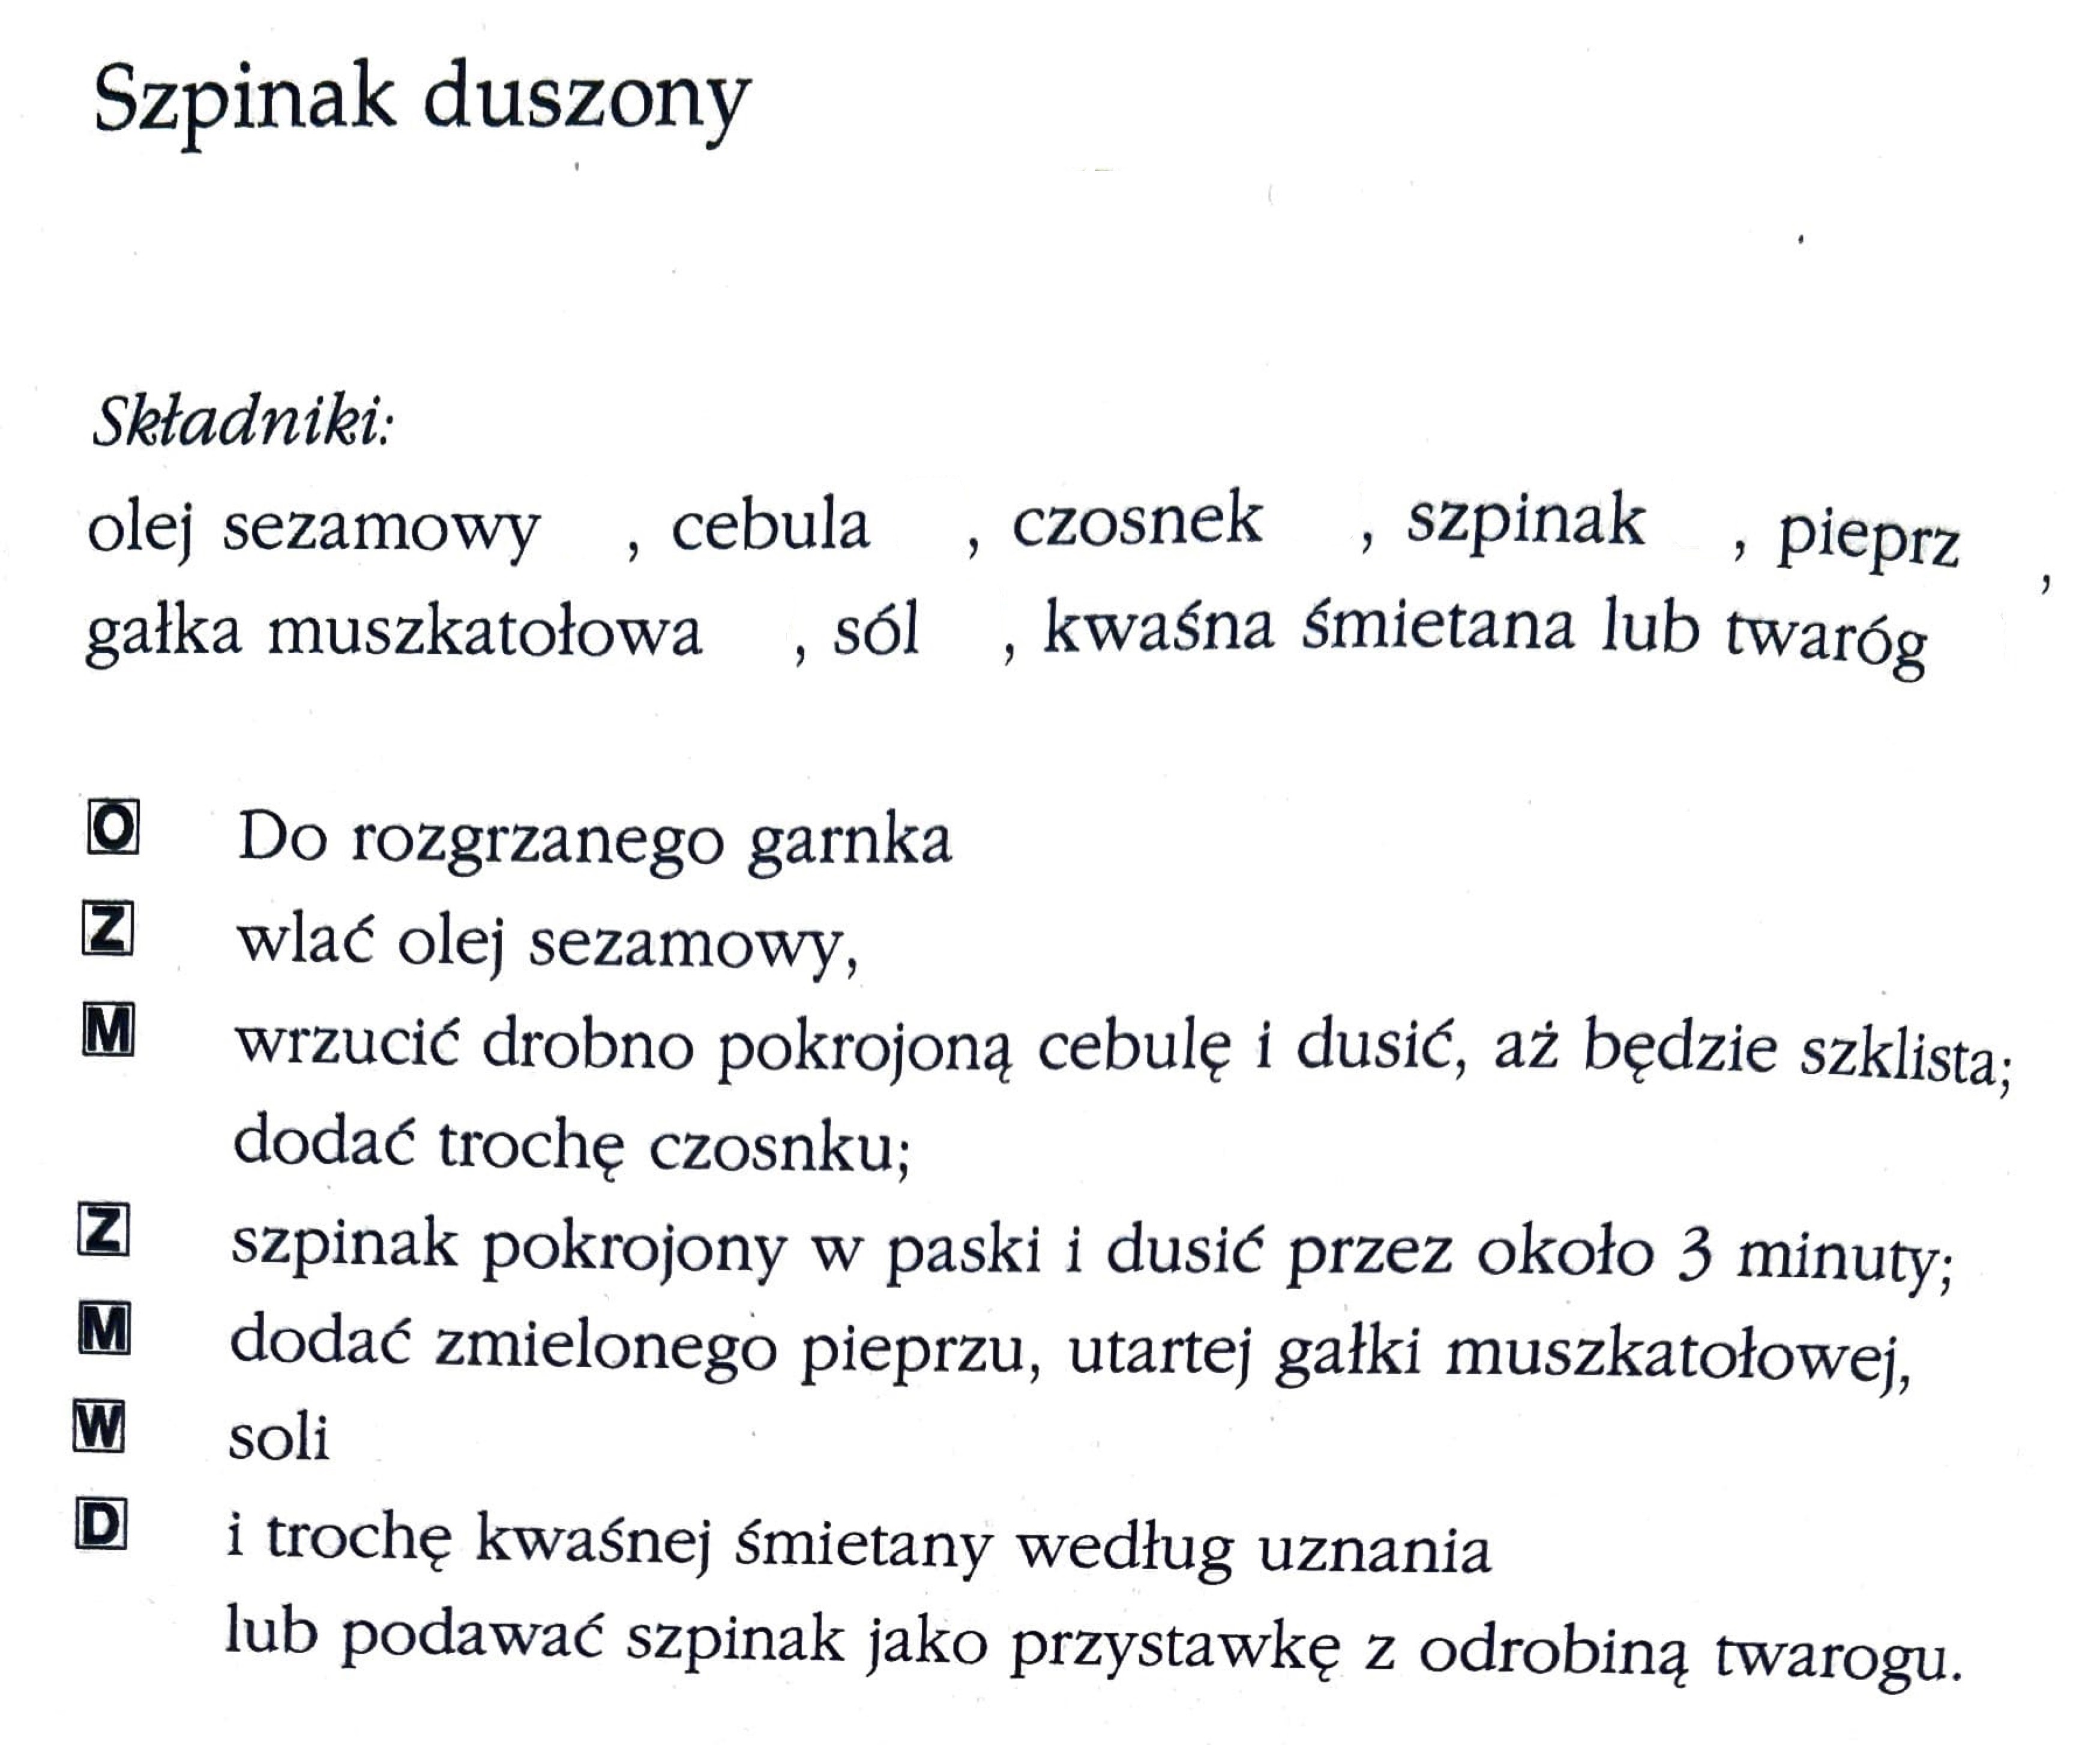 Szpinak duszony
Składniki:
olej sezamowy , cebula , czosnek , szpinak , pieprz ,
gałka muszkatołowa , sól , kwaśna śmietana lub twaróg
O Do rozgrzanego garnka
Z wlać olej sezamowy,
M wrzucić drobno pokrojoną cebulę i dusić, aż będzie szklista;
dodać trochę czosnku;
Z szpinak pokrojony w paski i dusić przez około 3 minuty;
M dodać zmielonego pieprzu, utartej gałki muszkatołowej,
W soli
D i trochę kwaśnej śmietany według uznania
lub podawać szpinak jako przystawkę z odrobiną twarogu.